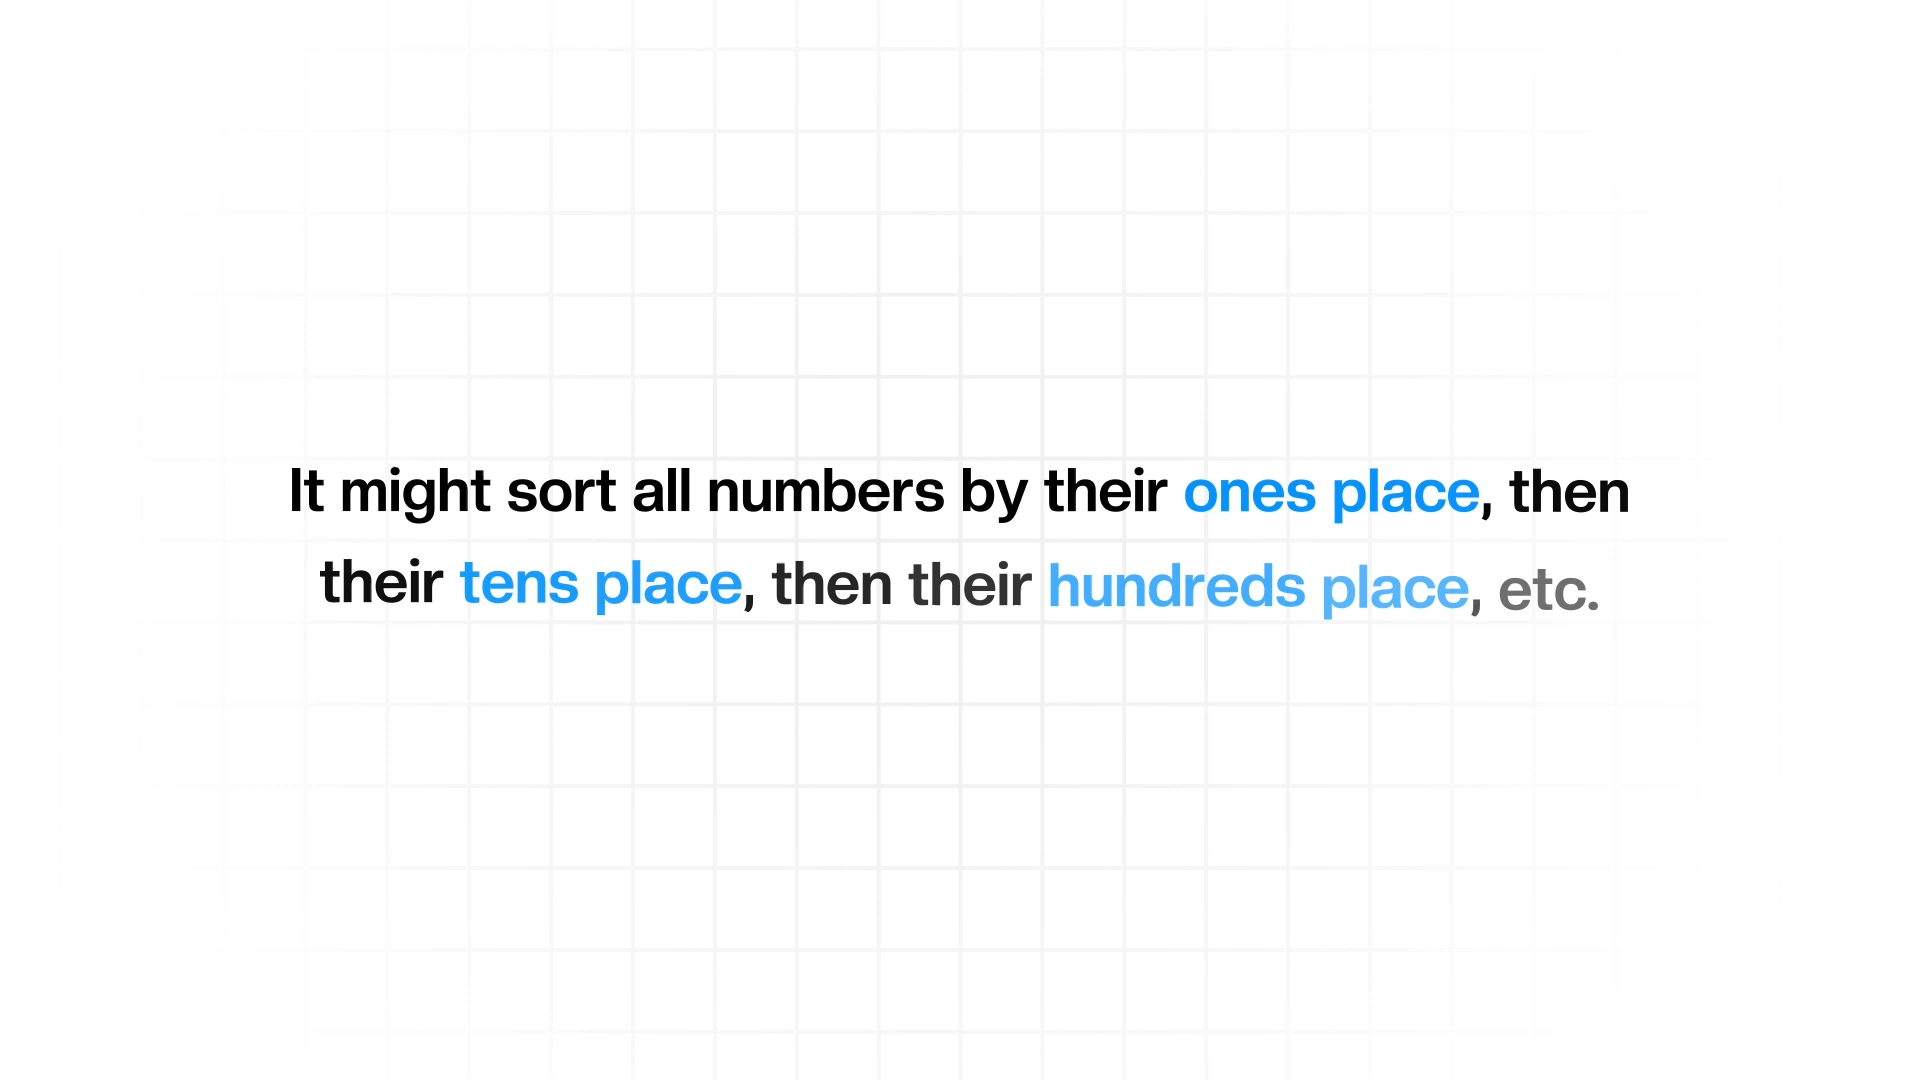 It might sort all numbers by their ones place, then
their tens place, then their hundreds place, etc.